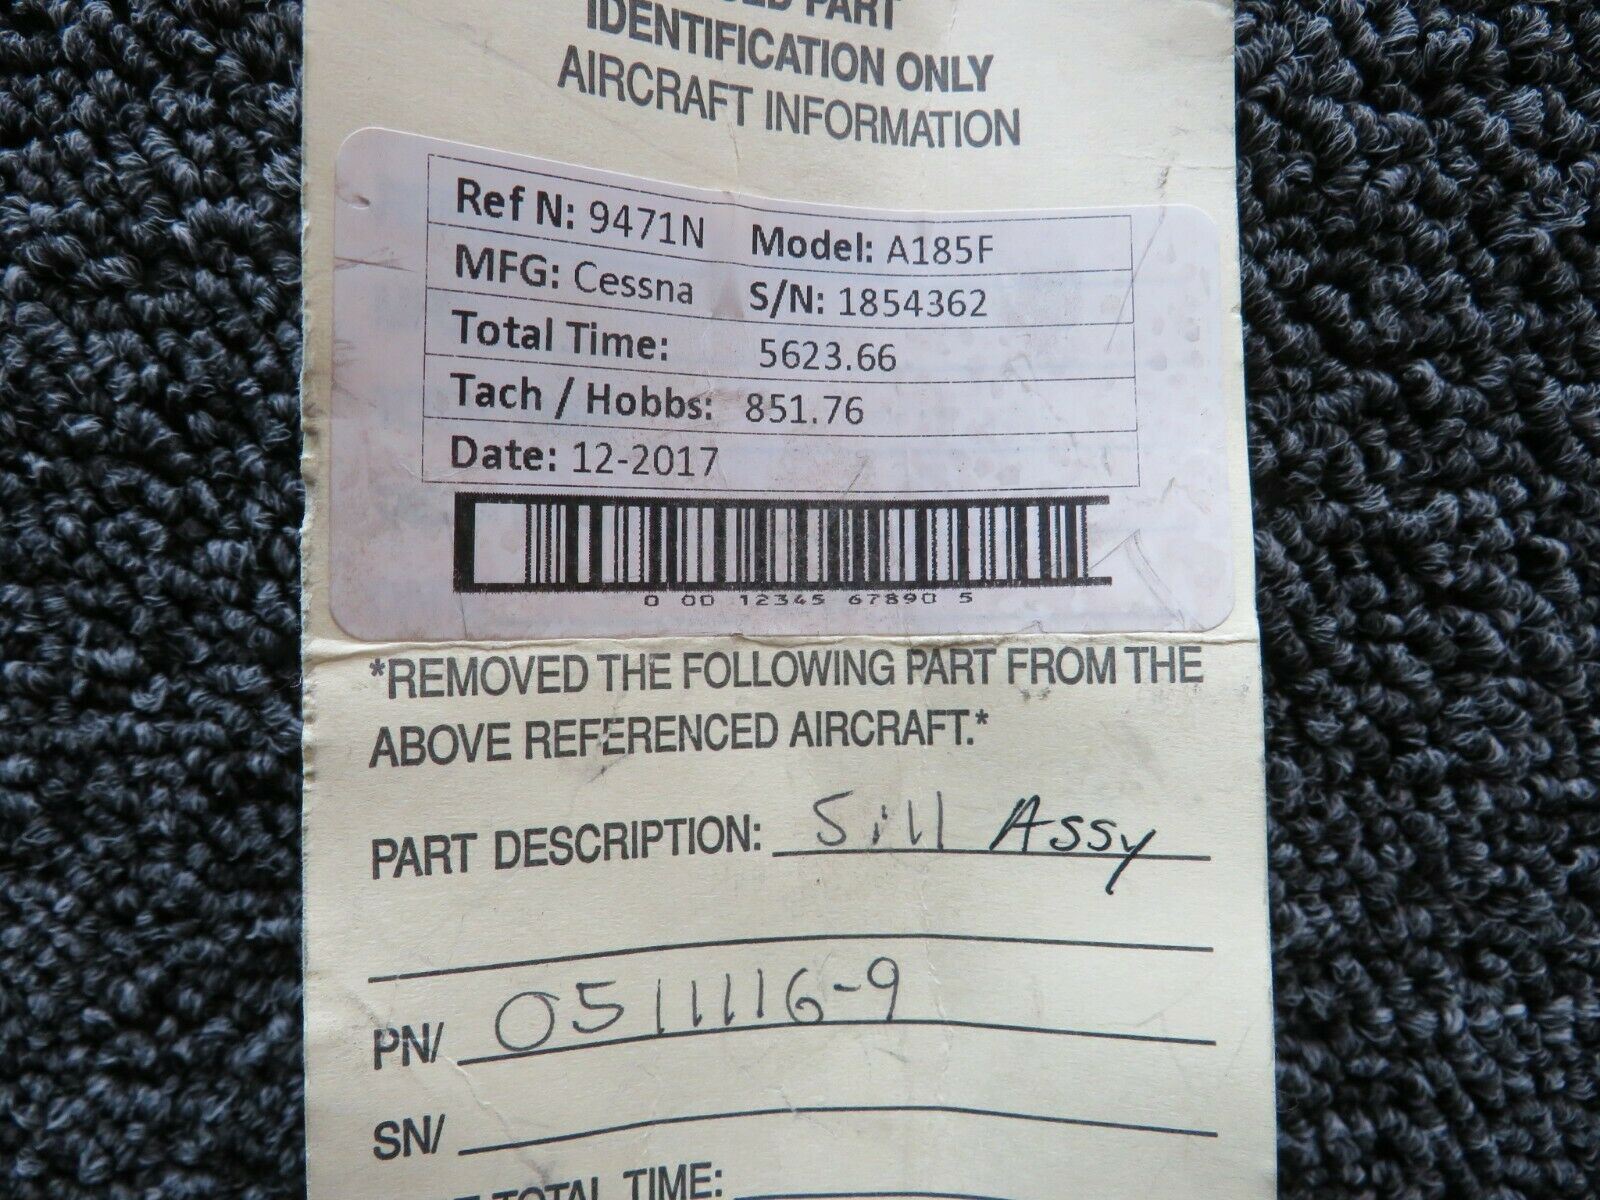 PART
IDENTIFICATION ONLY
AIRCRAFT INFORMATION
Ref N: 9471N Model: A185F
MFG: Cessna S/N: 1854362
Total Time: 5623.66
Tach / Hobbs: 851.76
Date: 12-2017
0 00 12345 67890 5
*REMOVED THE FOLLOWING PART FROM THE
ABOVE REFERENCED AIRCRAFT.*
PART DESCRIPTION: Sill Assy
PN/ 0511116-9
SN/
TOTAL TIME: